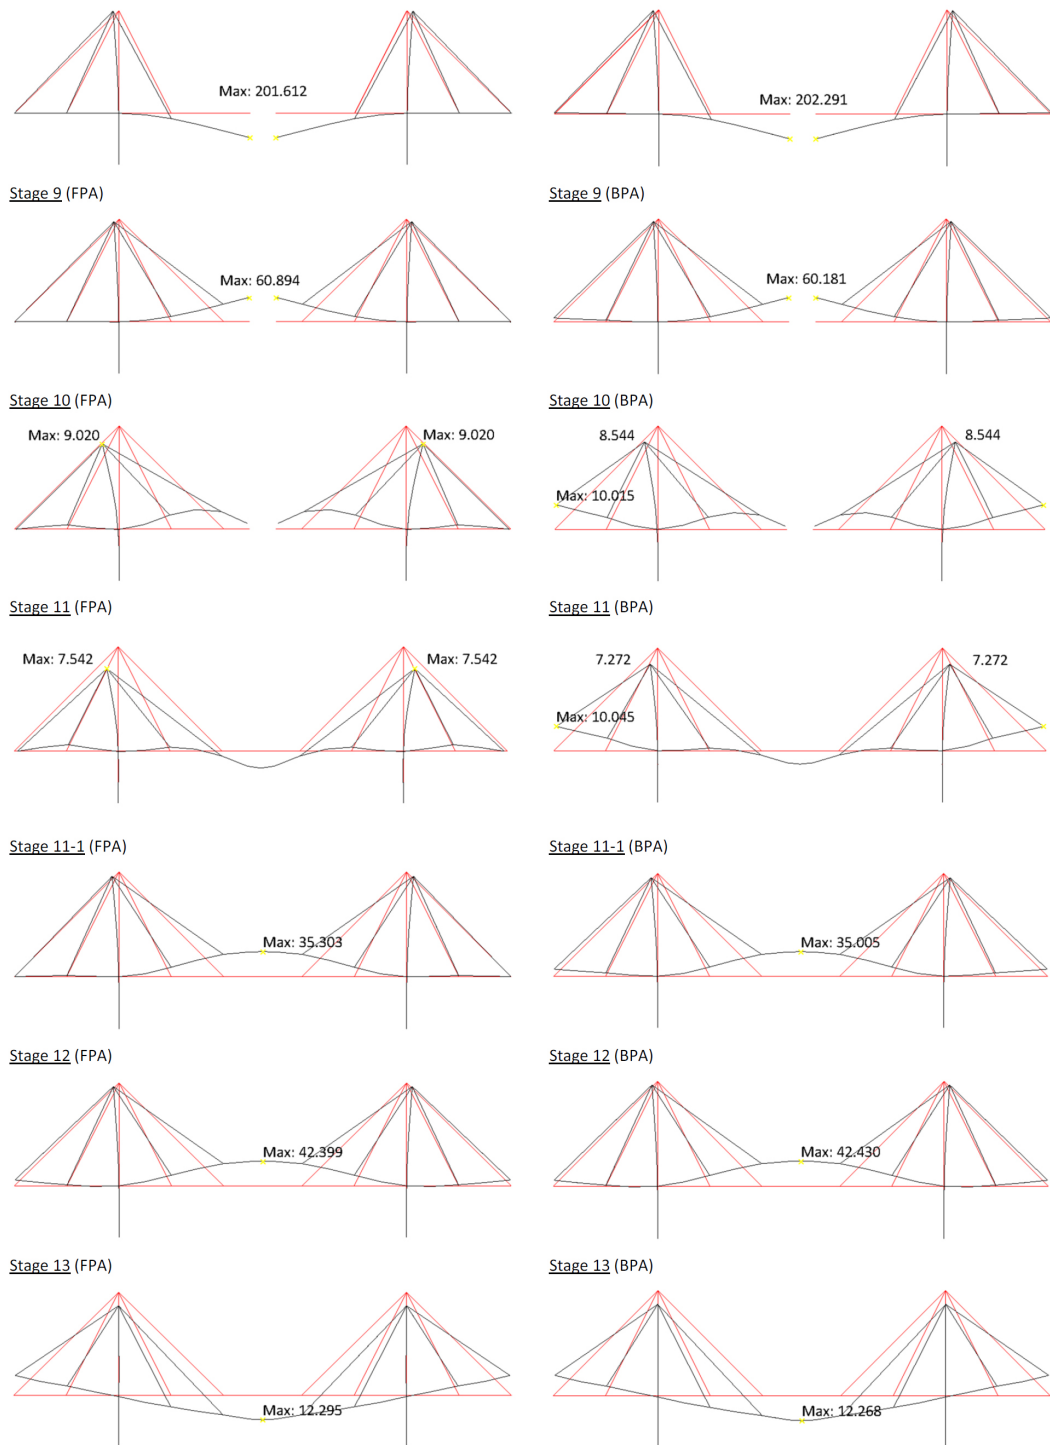 Max: 201.612
Max: 202.291
Stage 9 (FPA)
Stage 9 (BPA)
Max: 60.894
Max: 60.181
Stage 10 (FPA)
Stage 10 (BPA)
Max: 9.020
Max: 9.020
8.544
8.544
Max: 10.015
Stage 11 (FPA)
Stage 11 (BPA)
Max: 7.542
Max: 7.542
7.272
7.272
Max: 10.045
Stage 11-1 (FPA)
Stage 11-1 (BPA)
Max: 35.303
Max: 35.005
Stage 12 (FPA)
Stage 12 (BPA)
Max: 42.399
Max: 42.430
Stage 13 (FPA)
Stage 13 (BPA)
Max: 12.295
Max: 12.268